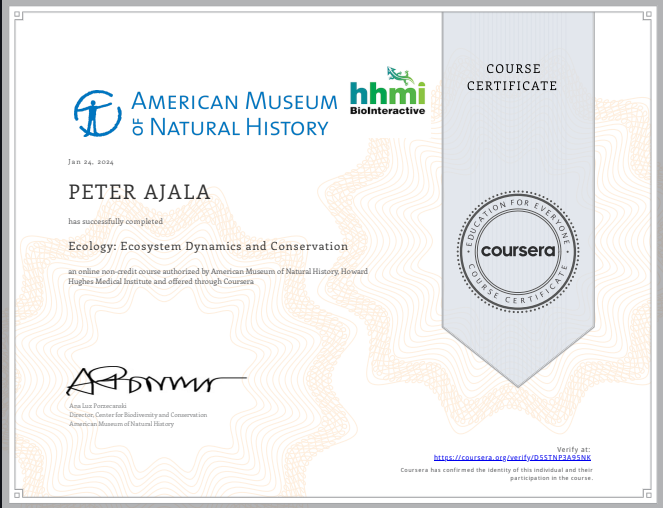 COURSE
CERTIFICATE
hhmi
BioInteractive
AMERICAN MUSEUM
OF NATURAL HISTORY
Jan 24, 2024
PETER AJALA
has successfully completed
Ecology: Ecosystem Dynamics and Conservation
an online non-credit course authorized by American Museum of Natural History, Howard
Hughes Medical Institute and offered through Coursera
EDUCATION FOR EVERYONE
coursera
COURSE CERTIFICATE
Ana Luz Porzecanski
Director, Center for Biodiversity and Conservation
American Museum of Natural History
Verify at:
https://coursera.org/verify/D5STNP3A95NK
Coursera has confirmed the identity of this individual and their
participation in the course.